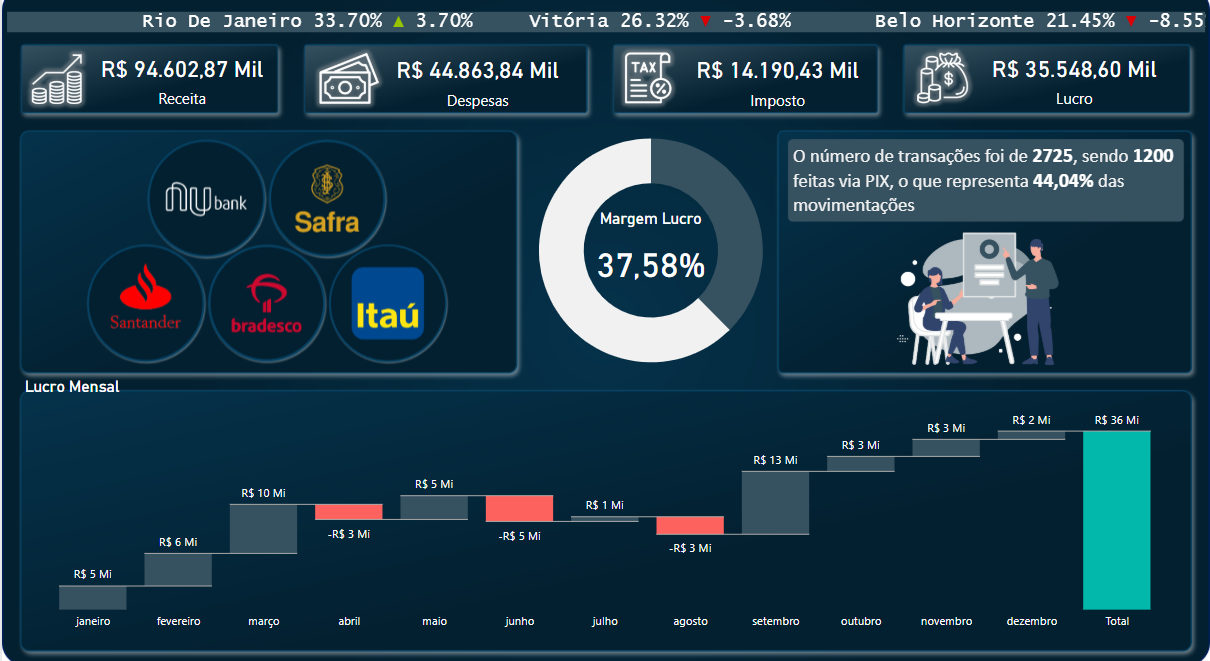 Rio De Janeiro 33.70% ▲ 3.70% Vitória 26.32% ▼ -3.68% Belo Horizonte 21.45% ▼ -8.55
R$ 94.602,87 Mil
Receita
R$ 44.863,84 Mil
Despesas
TAX
R$ 14.190,43 Mil
Imposto
R$ 35.548,60 Mil
Lucro
nubank
Safra
Santander
bradesco
Itaú
Margem Lucro
37,58%
O número de transações foi de 2725, sendo 1200
feitas via PIX, o que representa 44,04% das
movimentações
Lucro Mensal
R$ 5 Mi
R$ 6 Mi
R$ 10 Mi
-R$ 3 Mi
R$ 5 Mi
-R$ 5 Mi
R$ 1 Mi
-R$ 3 Mi
R$ 13 Mi
R$ 3 Mi
R$ 3 Mi
R$ 2 Mi
R$ 36 Mi
janeiro fevereiro março abril maio junho julho agosto setembro outubro novembro dezembro Total